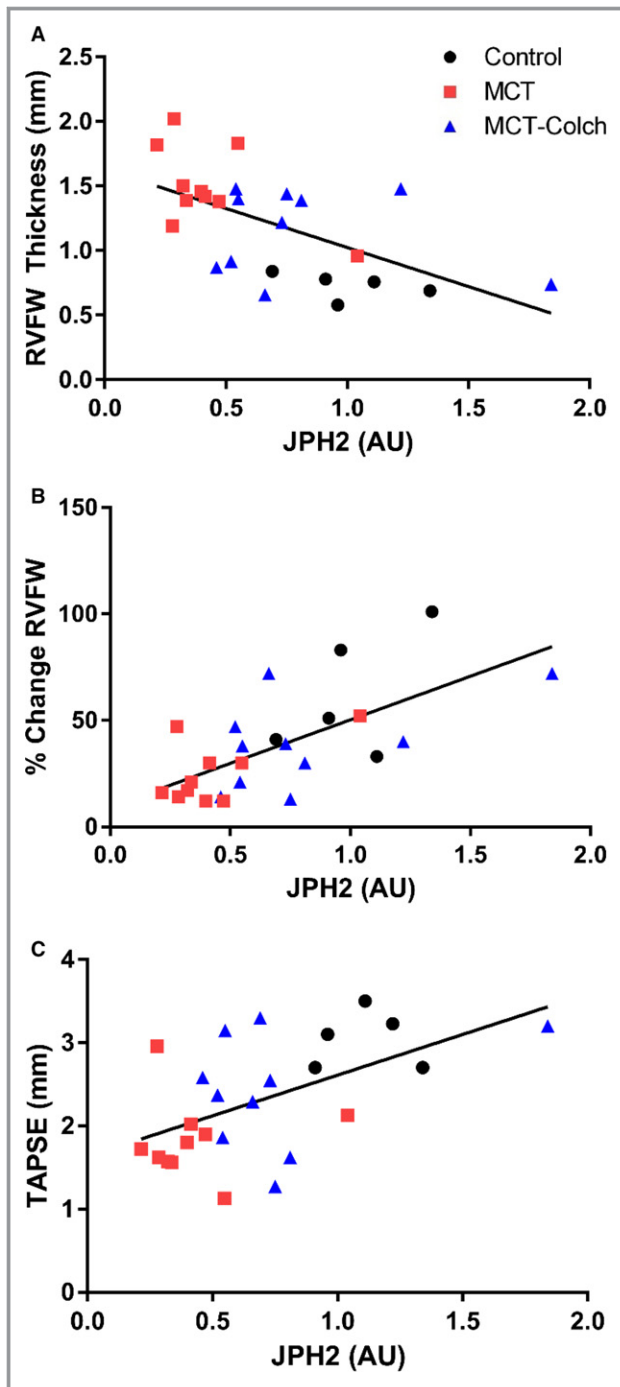 A
Control
MCT
MCT-Colch
RVFW Thickness (mm)
2.5
2.0
1.5
1.0
0.5
0.0
0.0 0.5 1.0 1.5 2.0
JPH2 (AU)
B
% Change RVFW
150
100
50
0
0.0 0.5 1.0 1.5 2.0
JPH2 (AU)
C
TAPSE (mm)
4
3
2
1
0
0.0 0.5 1.0 1.5 2.0
JPH2 (AU)